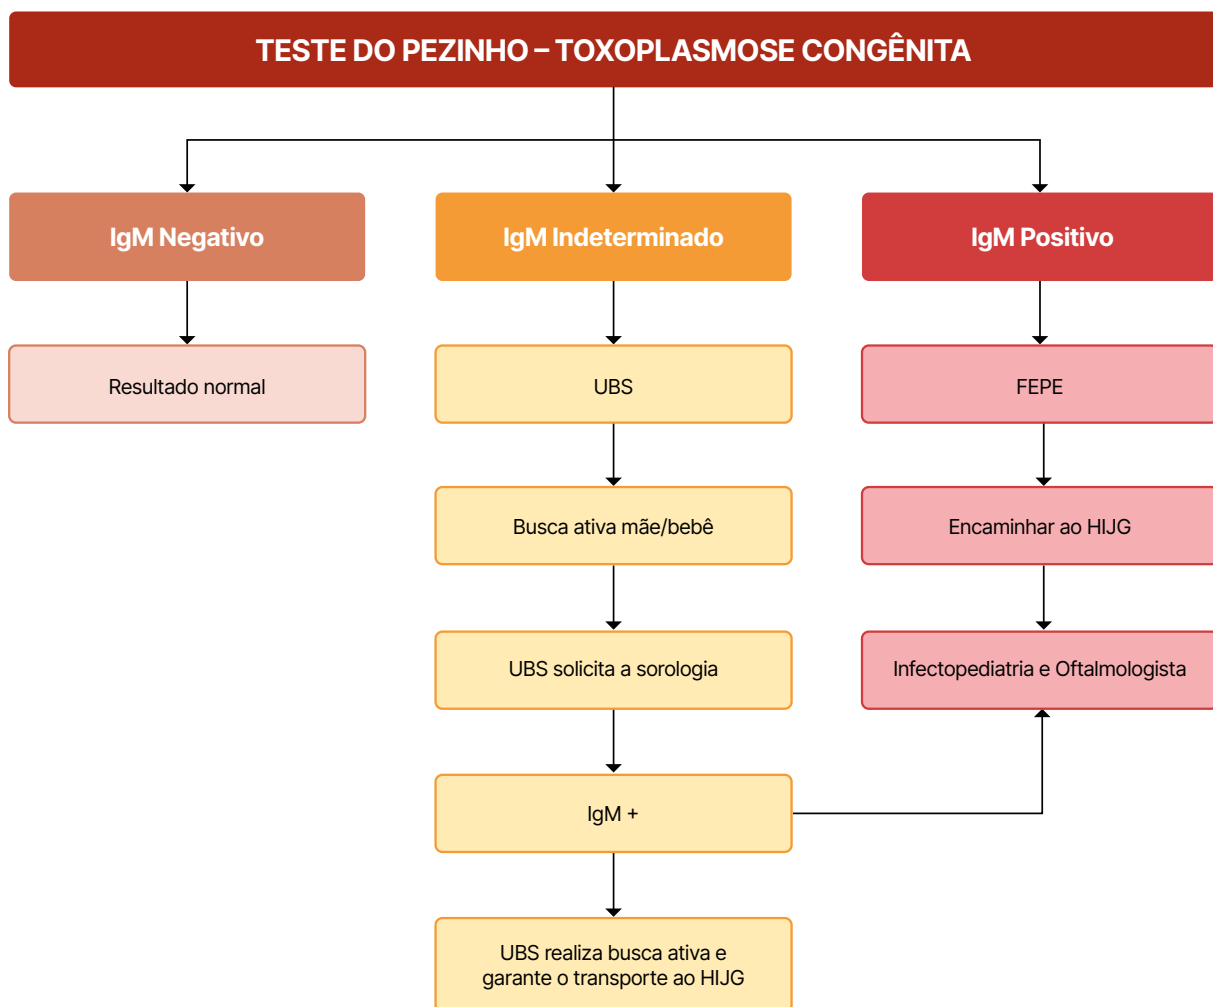 TESTE DO PEZINHO – TOXOPLASMOSE CONGÊNITA
IgM Negativo
IgM Indeterminado
IgM Positivo
Resultado normal
UBS
FEPE
Busca ativa mãe/bebê
Encaminhar ao HIJG
UBS solicita a sorologia
Infectopediatria e Oftalmologista
IgM +
UBS realiza busca ativa e
garante o transporte ao HIJG